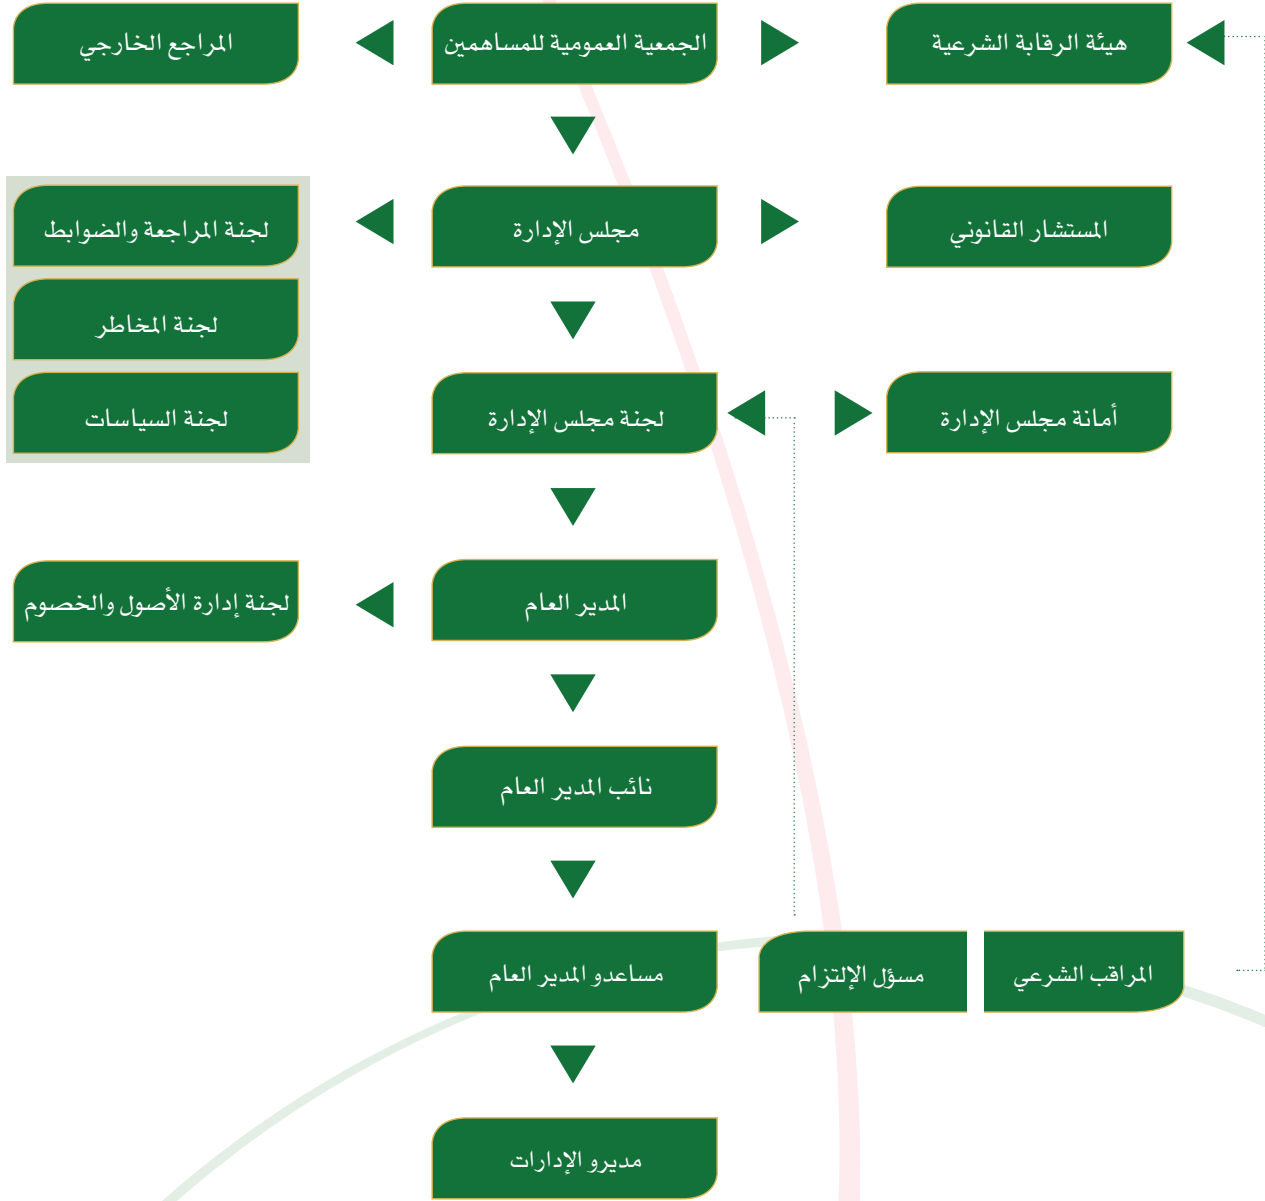 هيئة الرقابة الشرعية
الجمعية العمومية للمساهمين
المراجع الخارجي
المستشار القانوني
مجلس الإدارة
لجنة المراجعة والضوابط
لجنة المخاطر
أمانة مجلس الإدارة
لجنة مجلس الإدارة
لجنة السياسات
المدير العام
لجنة إدارة الأصول والخصوم
نائب المدير العام
المراقب الشرعي
مسؤل الإلتزام
مساعدو المدير العام
مديرو الإدارات